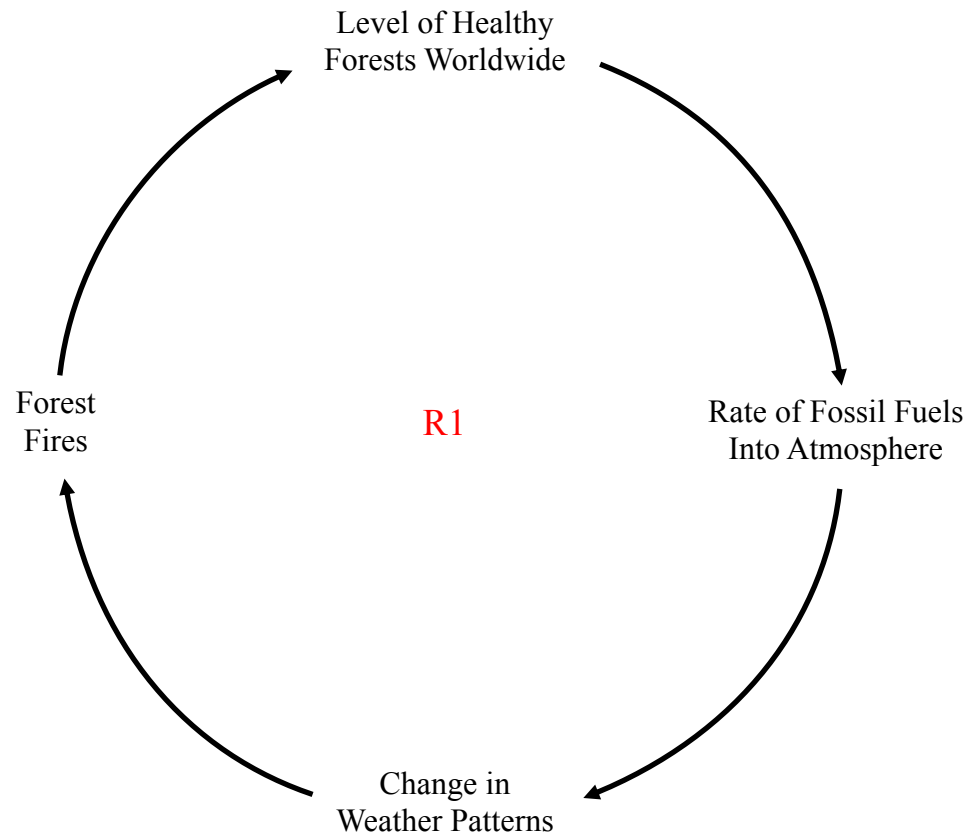 Level of Healthy
Forests Worldwide
Forest
Fires
R1
Rate of Fossil Fuels
Into Atmosphere
Change in
Weather Patterns